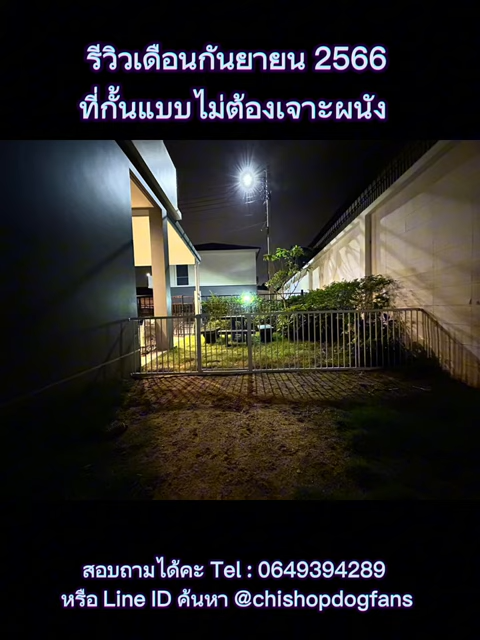 รีวิวเดือนกันยายน 2566
ที่กั้นแบบไม่ต้องเจาะผนัง
สอบถามได้คะ Tel : 0649394289
หรือ Line ID ค้นหา @chishopdogfans